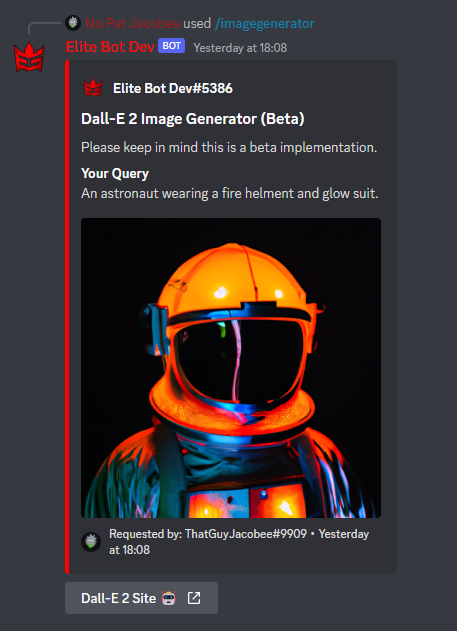 No Pat Jacobee used /imagegenerator
Elite Bot Dev BOT Yesterday at 18:08
Elite Bot Dev#5386
Dall-E 2 Image Generator (Beta)
Please keep in mind this is a beta implementation.
Your Query
An astronaut wearing a fire helment and glow suit.
Requested by: ThatGuyJacobee#9909 • Yesterday
at 18:08
Dall-E 2 Site